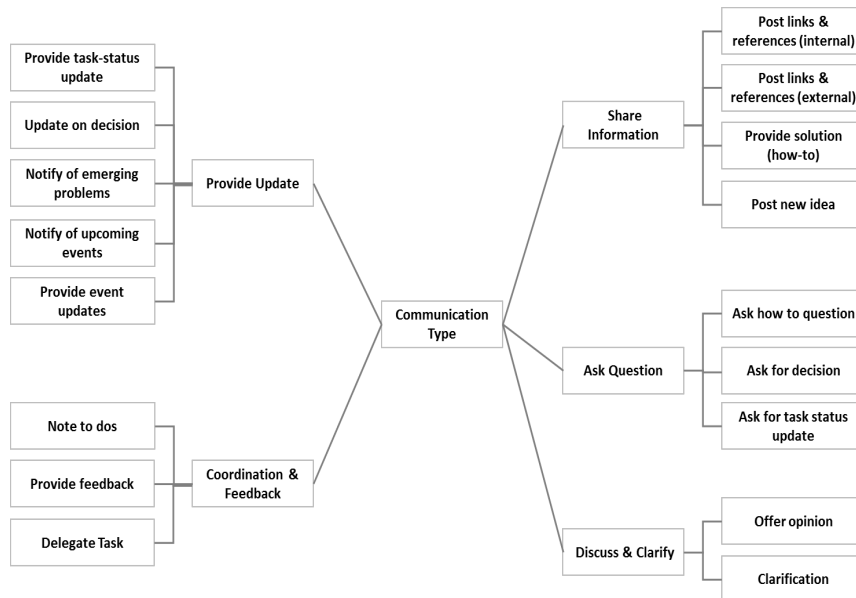 Provide task-status
update
Update on decision
Notify of emerging
problems
Notify of upcoming
events
Provide event
updates
Provide Update
Note to dos
Provide feedback
Delegate Task
Coordination &
Feedback
Communication
Type
Share
Information
Post links &
references (internal)
Post links &
references (external)
Provide solution
(how-to)
Post new idea
Ask Question
Ask how to question
Ask for decision
Ask for task status
update
Discuss & Clarify
Offer opinion
Clarification